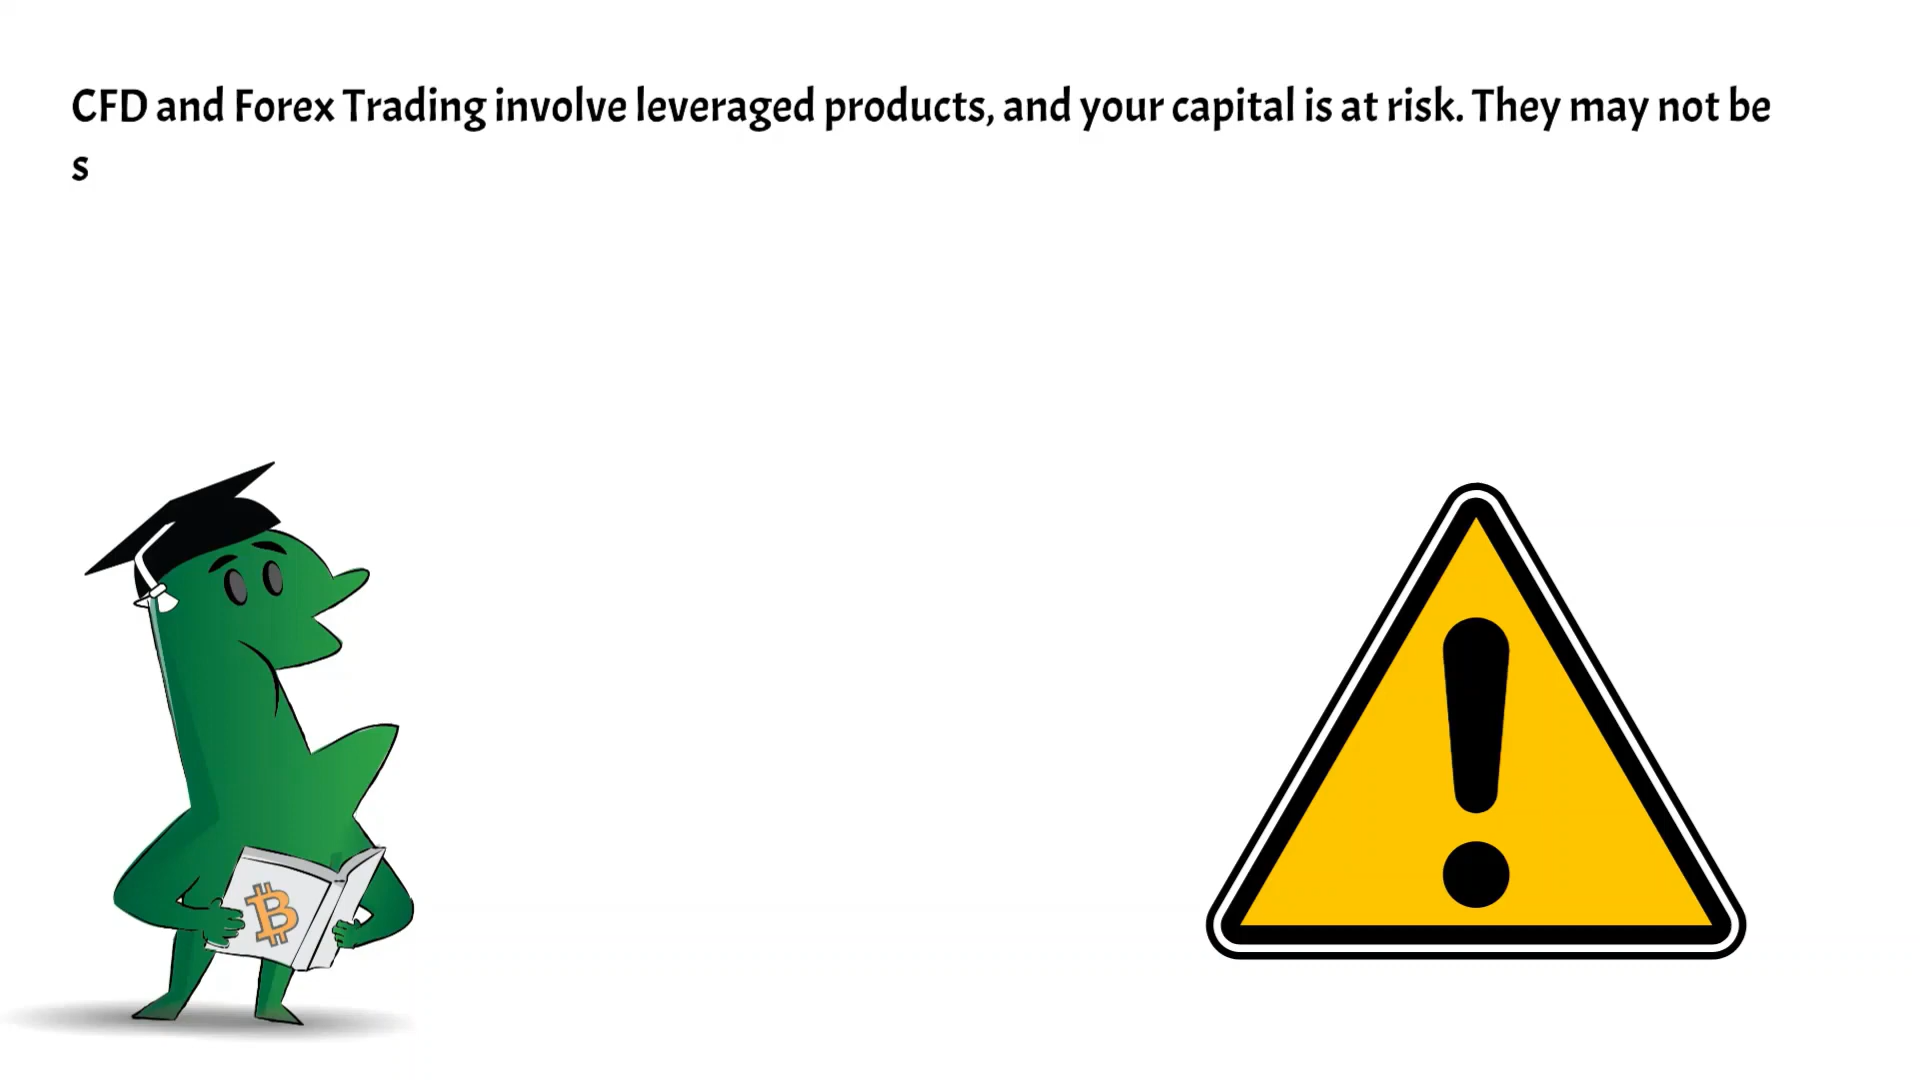 CFD and Forex Trading involve leveraged products, and your capital is at risk. They may not be
s